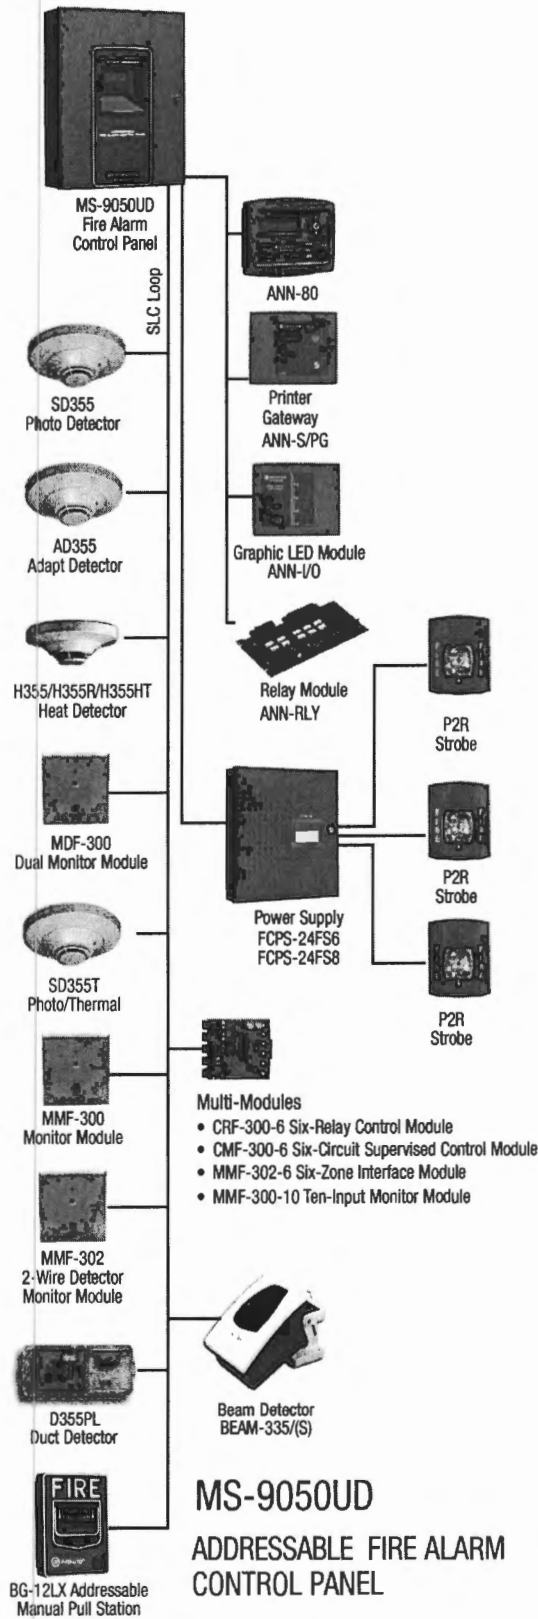 MS-9050UD
Fire Alarm
Control Panel
SLC Loop
ANN-80
SD355
Photo Detector
Printer
Gateway
ANN-S/PG
AD355
Adapt Detector
Graphic LED Module
ANN-I/O
H355/H355R/H355HT
Heat Detector
Relay Module
ANN-RLY
P2R
Strobe
MDF-300
Dual Monitor Module
P2R
Strobe
Power Supply
FCPS-24FS6
FCPS-24FS8
SD355T
Photo/Thermal
P2R
Strobe
MMF-300
Monitor Module
Multi-Modules
• CRF-300-6 Six-Relay Control Module
• CMF-300-6 Six-Circuit Supervised Control Module
• MMF-302-6 Six-Zone Interface Module
• MMF-300-10 Ten-Input Monitor Module
MMF-302
2-Wire Detector
Monitor Module
D355PL
Duct Detector
Beam Detector
BEAM-335/(S)
FIRE
BG-12LX Addressable
Manual Pull Station
MS-9050UD
ADDRESSABLE FIRE ALARM
CONTROL PANEL